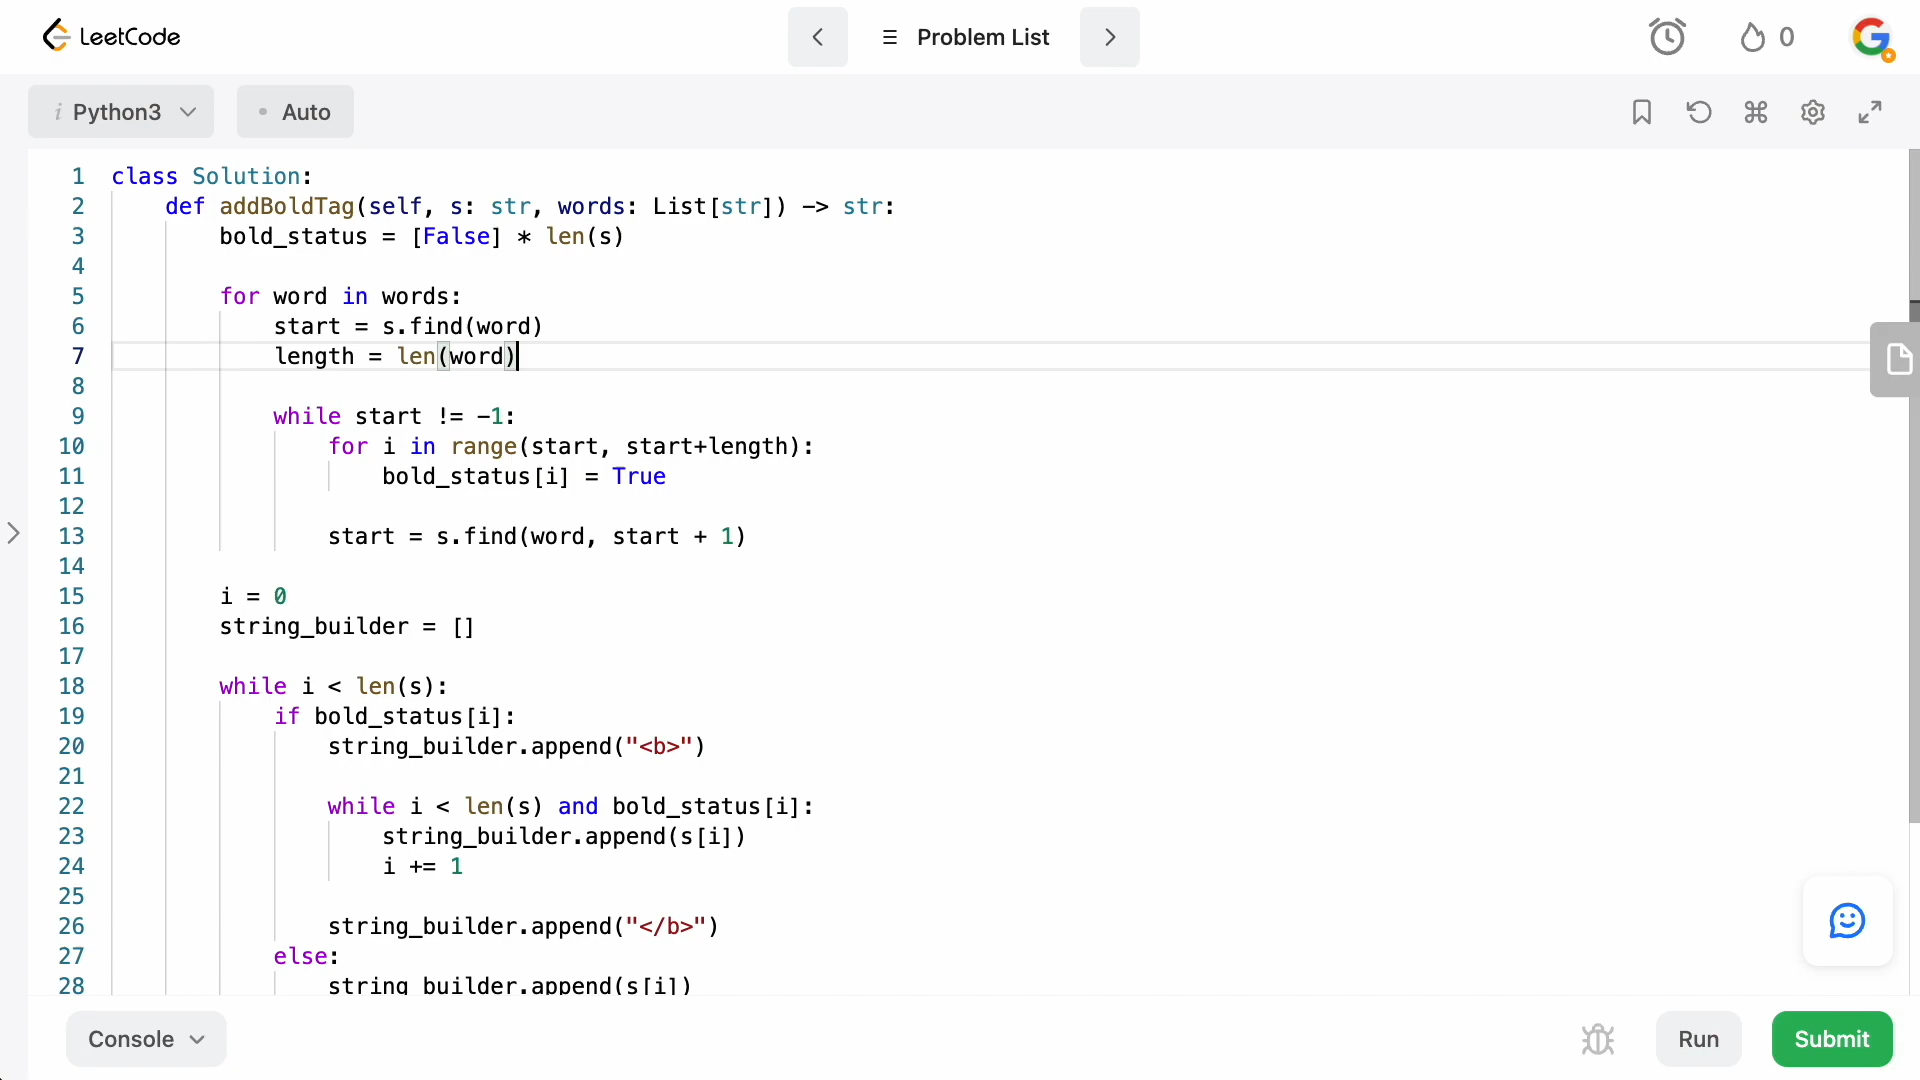 LeetCode
Problem List
0
i Python3
Auto
1 class Solution:
2 def addBoldTag(self, s: str, words: List[str]) -> str:
3 bold_status = [False] * len(s)
4
5 for word in words:
6 start = s.find(word)
7 length = len(word)
8
9 while start != -1:
10 for i in range(start, start+length):
11 bold_status[i] = True
12
13 start = s.find(word, start + 1)
14
15 i = 0
16 string_builder = []
17
18 while i < len(s):
19 if bold_status[i]:
20 string_builder.append("<b>")
21
22 while i < len(s) and bold_status[i]:
23 string_builder.append(s[i])
24 i += 1
25
26 string_builder.append("</b>")
27 else:
28 string_builder.append(s[i])
Console
Run
Submit